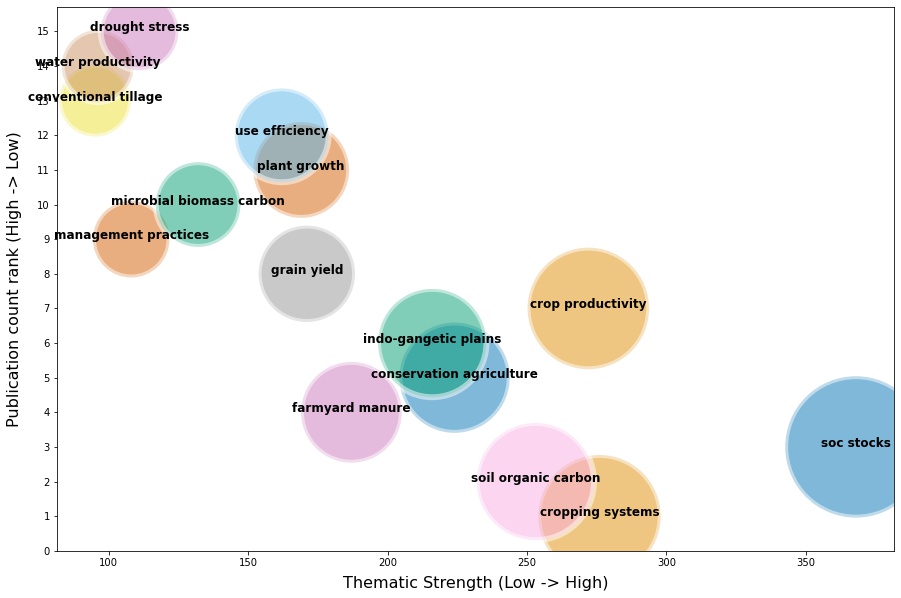 15
drought stress
14
water productivity
13
conventional tillage
12
use efficiency
11
plant growth
10
microbial biomass carbon
9
management practices
8
grain yield
7
crop productivity
6
indo-gangetic plains
5
conservation agriculture
4
farmyard manure
3
soc stocks
2
soil organic carbon
1
cropping systems
0
100
150
200
250
300
350
Publication count rank (High -> Low)
Thematic Strength (Low -> High)